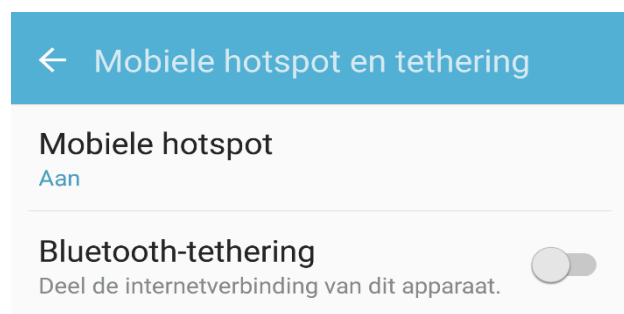 Mobiele hotspot en tethering
Mobiele hotspot
Aan
Bluetooth-tethering
Deel de internetverbinding van dit apparaat.